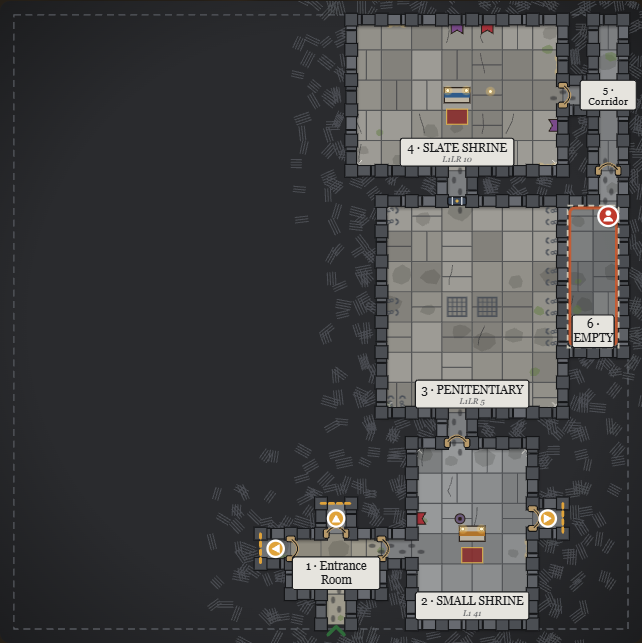 5 ·
Corridor
4 · SLATE SHRINE
L1LR 10
6 ·
EMPTY
3 · PENITENTIARY
L1LR 5
1 · Entrance
Room
2 · SMALL SHRINE
L1 41